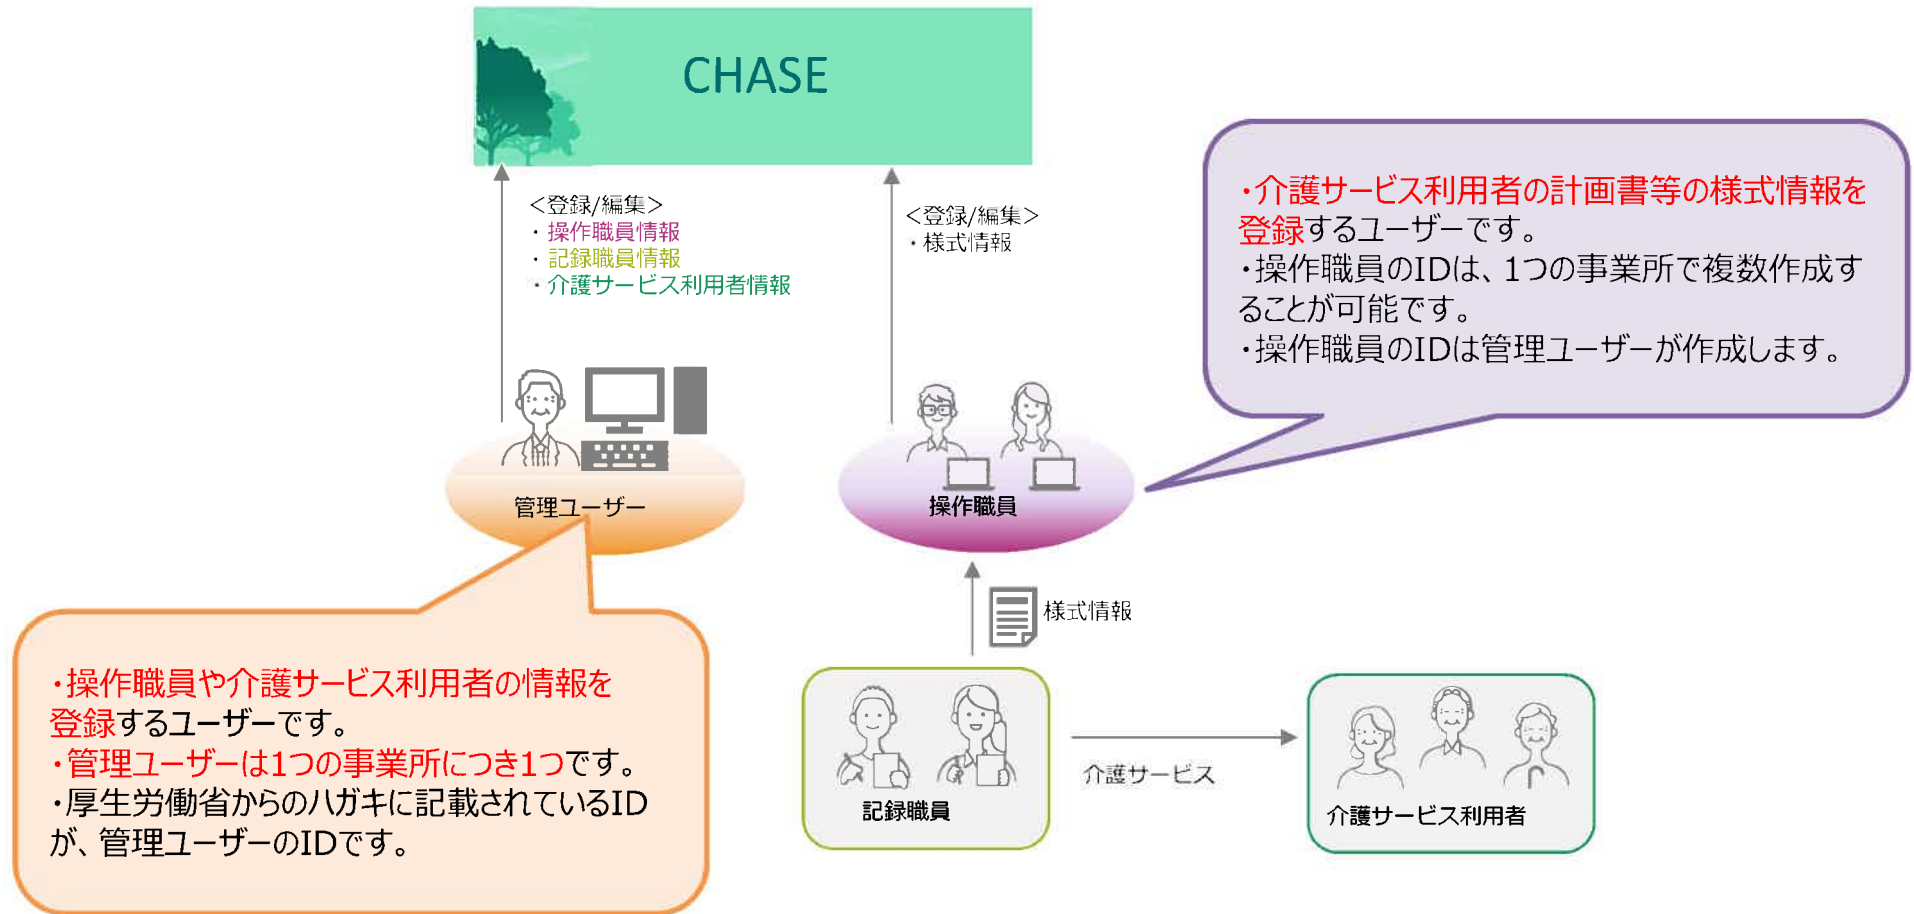 CHASE
＜登録/編集＞
・操作職員情報
・記録職員情報
・介護サービス利用者情報
＜登録/編集＞
・様式情報
・介護サービス利用者の計画書等の様式情報を
登録するユーザーです。
・操作職員のIDは、1つの事業所で複数作成す
ることが可能です。
・操作職員のIDは管理ユーザーが作成します。
管理ユーザー
操作職員
様式情報
・操作職員や介護サービス利用者の情報を
登録するユーザーです。
・管理ユーザーは1つの事業所につき1つです。
・厚生労働省からのハガキに記載されているID
が、管理ユーザーのIDです。
記録職員
介護サービス
介護サービス利用者